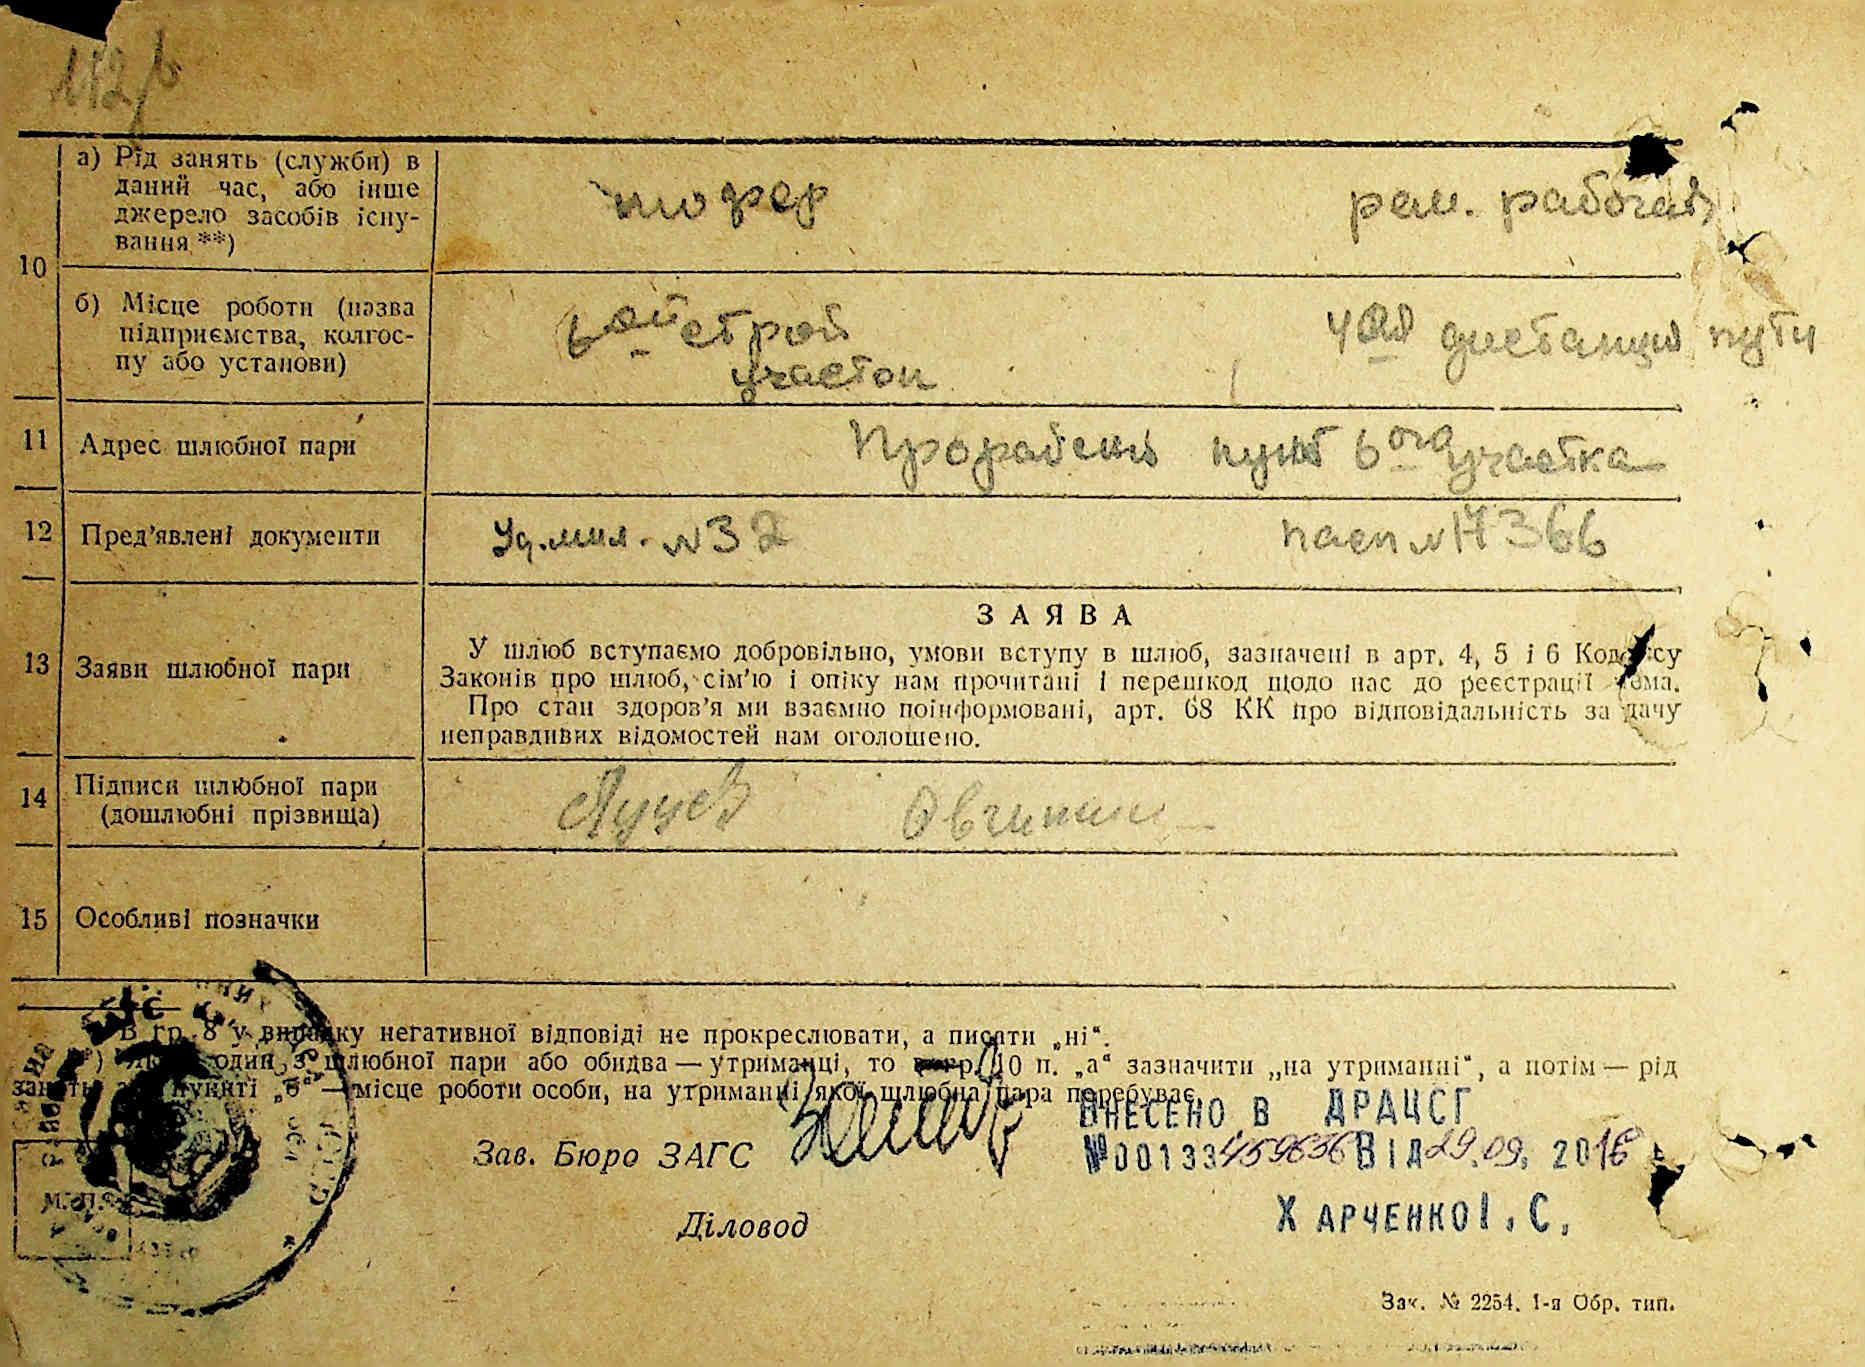 а) Рід занять (служби) в
даний час, або інше
джерело засобів існу-
вання **)
шофер
рем. рабочая
10
б) Місце роботи (назва
підприємства, колгос-
пу або установи)
6ой строй
участок
4ая дистанция пути
11 Адрес шлюбної пари
пункт 6ого участка
12 Пред'явлені документи
Уд. мил. №32
пасп №17366
13 Заяви шлюбної пари
ЗАЯВА
У шлюб вступаємо добровільно, умови вступу в шлюб, зазначені в арт. 4, 5 і 6 Кодексу
Законів про шлюб, сім'ю і опіку нам прочитані і перешкод щодо нас до реєстрації нема.
Про стан здоров'я ми взаємно поінформовані, арт. 68 КК про відповідальність за дачу
неправдивих відомостей нам оголошено.
14 Підписи шлюбної пари
(дошлюбні прізвища)
15 Особливі позначки
В гр. 8 у випадку негативної відповіді не прокреслювати, а писати „ні“.
один з шлюбної пари або обидва — утриманці, то в гр. 10 п. „а“ зазначити „на утриманні“, а потім — рід
занять, а в пункті „б“ — місце роботи особи, на утриманні якої шлюбна пара перебуває.
Зав. Бюро ЗАГС
ВНЕСЕНО В ДРАЦСГ
№00133459636 ВІД 29.09. 2018
Діловод
ХАРЧЕНКО І. С.
М. П.
Зак. № 2254. 1-я Обр. тип.